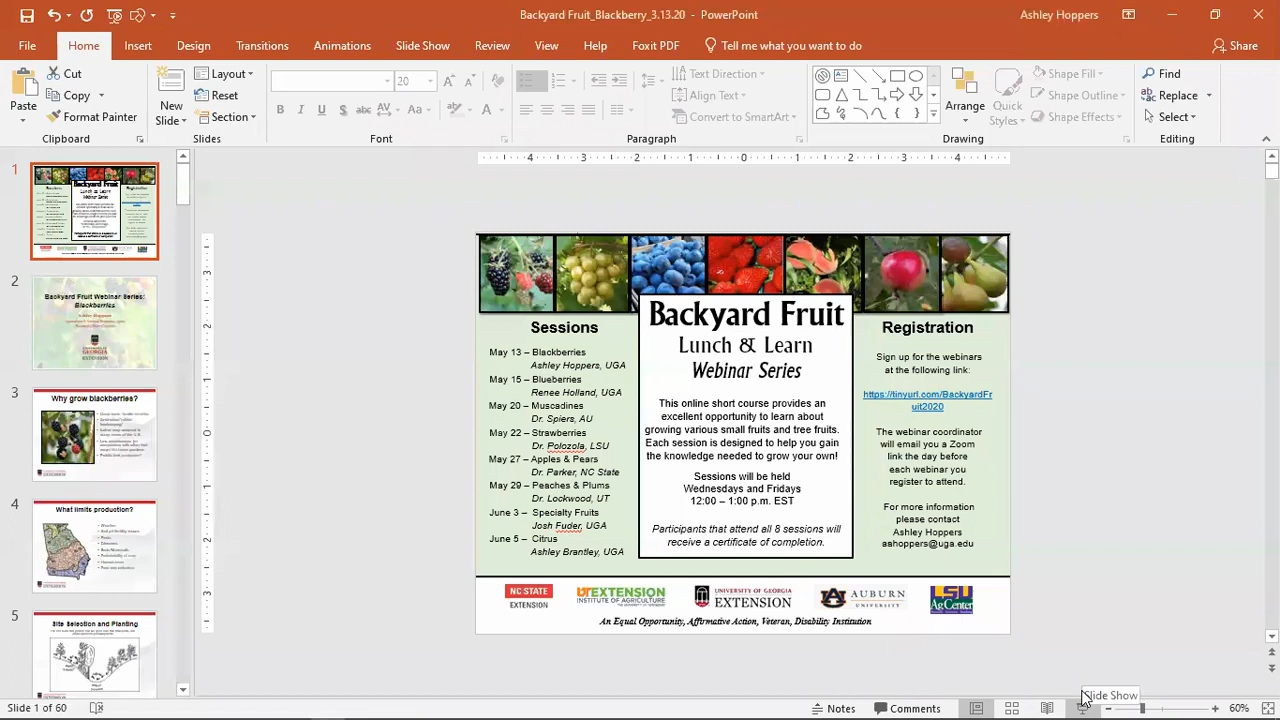 Backyard Fruit_Blackberry_3.13.20 - PowerPoint
Ashley Hoppers
File
Home
Insert
Design
Transitions
Animations
Slide Show
Review
View
Help
Foxit PDF
Tell me what you want to do
Share
Paste
Cut
Copy
Format Painter
Clipboard
New Slide
Layout
Reset
Section
Slides
20
Font
Text Direction
Align Text
Convert to SmartArt
Paragraph
Arrange
Quick Styles
Shape Fill
Shape Outline
Shape Effects
Drawing
Find
Replace
Select
Editing
1
2
Backyard Fruit Webinar Series:
Blackberries
Ashley Hoppers
3
Why grow blackberries?
4
What limits production?
5
Site Selection and Planting
Backyard Fruit
Lunch & Learn
Webinar Series
This online short course provides an
excellent opportunity to learn about
growing various small fruits and tree fruits.
Each session is designed to help you gain
the knowledge needed to grow your own!
Sessions will be held
Wednesdays and Fridays
12:00 – 1:00 p.m. EST
Participants that attend all 8 sessions
receive a certificate of completion.
Sessions
May 13 – Blackberries
Ashley Hoppers, UGA
May 15 – Blueberries
Renee Holland, UGA
May 20 – Muscadines
Dr. Spiers, AU
May 22 – Strawberries
LSU
May 27 – Apples & Pears
Dr. Parker, NC State
May 29 – Peaches & Plums
Dr. Lockwood, UT
June 3 – Specialty Fruits
Josh Fuder, UGA
June 5 – Citrus
Ashley Brantley, UGA
Registration
Sign up for the webinars
at the following link:
https://tinyurl.com/BackyardFr
uit2020
The webinar coordinator
will email you a Zoom
link the day before
each webinar you
register to attend.
For more information
please contact
Ashley Hoppers
ahoppers@uga.edu
NC STATE
EXTENSION
UTEXTENSION
INSTITUTE OF AGRICULTURE
UNIVERSITY OF GEORGIA
EXTENSION
AUBURN
UNIVERSITY
LSU
AgCenter
An Equal Opportunity, Affirmative Action, Veteran, Disability Institution
Slide Show
Slide 1 of 60
Notes
Comments
60%